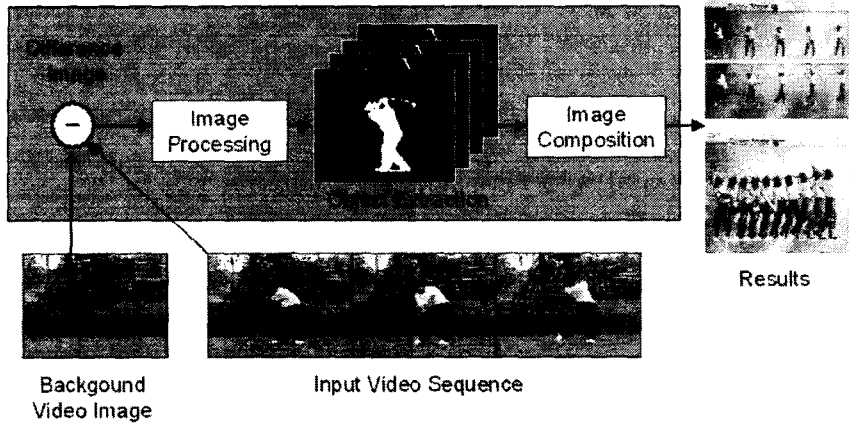 Difference
Image
−
Image
Processing
Object Extraction
Image
Composition
Results
Backgound
Video Image
Input Video Sequence